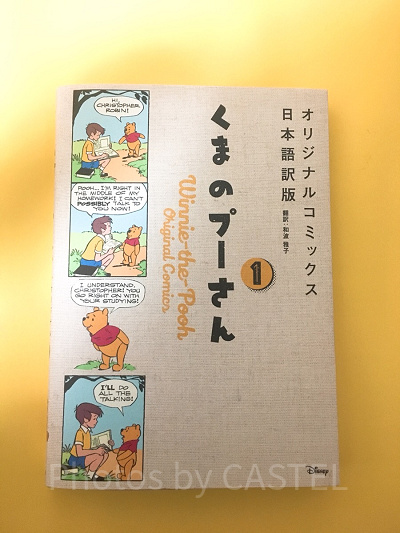 オリジナルコミックス
日本語訳版
翻訳:和波 雅子
くまのプーさん
1
Winnie-the-Pooh
Original Comics
HI,
CHRISTOPHER
ROBIN!
POOH... I'M RIGHT IN
THE MIDDLE OF MY
HOMEWORK! I CAN'T
POSSIBLY TALK TO
YOU NOW!
I UNDERSTAND,
CHRISTOPHER! YOU
GO RIGHT ON WITH
YOUR STUDYING!
I'LL DO
ALL THE
TALKING!
Disney
Photos by CASTEL